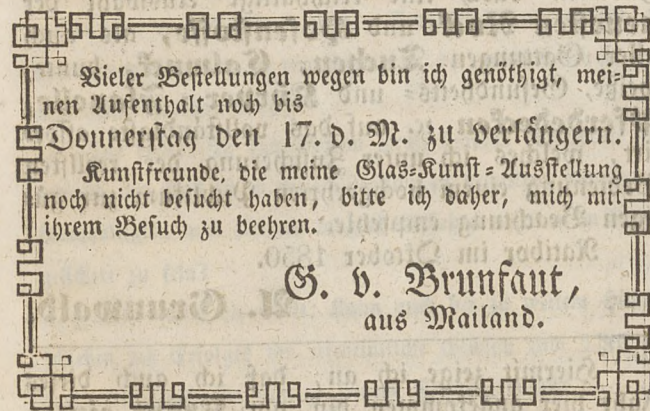 Vieler Bestellungen wegen bin ich genöthigt, mei-
nen Aufenthalt noch bis
Donnerstag den 17. d. M. zu verlängern.
Kunstfreunde, die meine Glas-Kunst-Ausstellung
noch nicht besucht haben, bitte ich daher, mich mit
ihrem Besuch zu beehren.
G. v. Brunfaut,
aus Mailand.